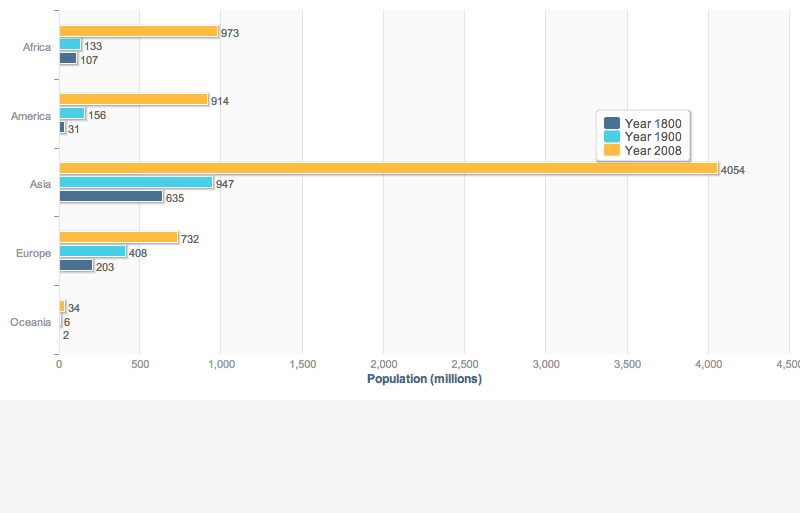 973
Africa
133
107
914
America
156
31
Year 1800
Year 1900
Year 2008
4054
Asia
947
635
732
Europe
408
203
34
Oceania
6
2
0 500 1,000 1,500 2,000 2,500 3,000 3,500 4,000 4,500
Population (millions)